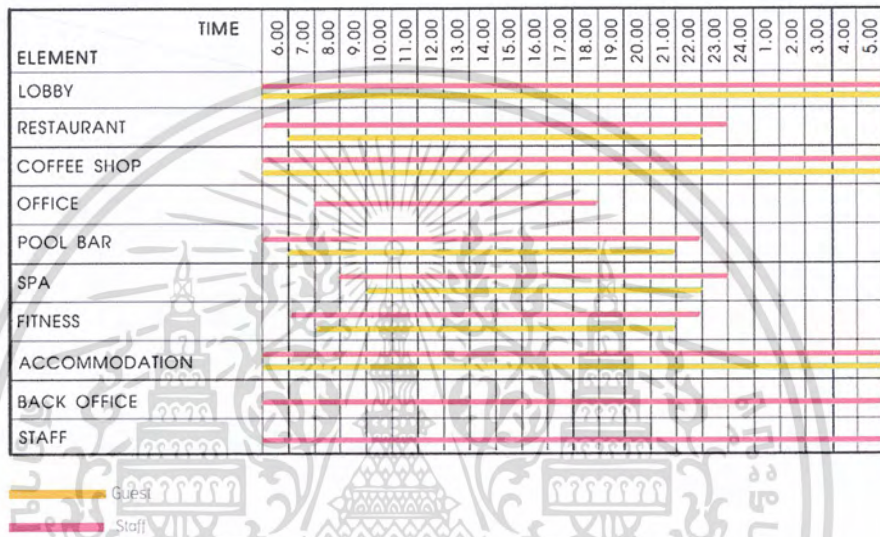 TIME
ELEMENT
6.00 7.00 8.00 9.00 10.00 11.00 12.00 13.00 14.00 15.00 16.00 17.00 18.00 19.00 20.00 21.00 22.00 23.00 24.00 1.00 2.00 3.00 4.00 5.00
LOBBY
RESTAURANT
COFFEE SHOP
OFFICE
POOL BAR
SPA
FITNESS
ACCOMMODATION
BACK OFFICE
STAFF
Guest
Staff